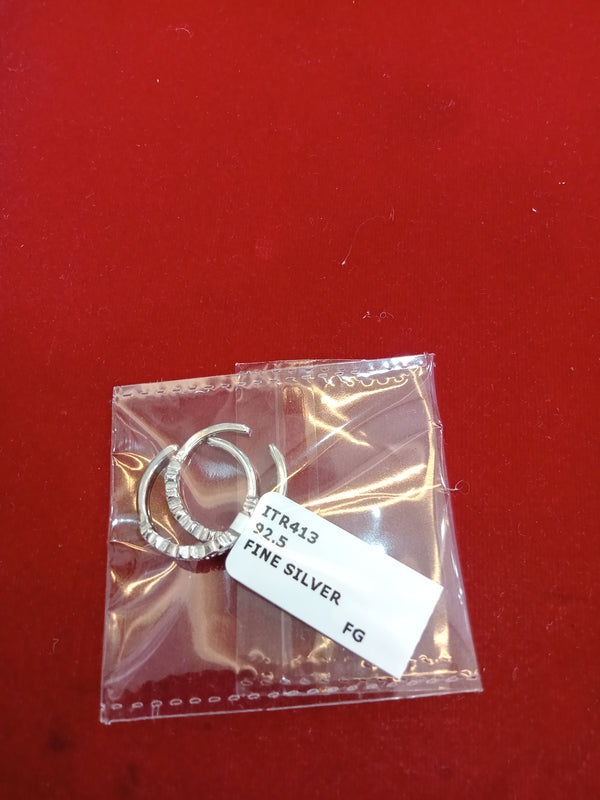 ITR413
92.5
FINE SILVER
FG